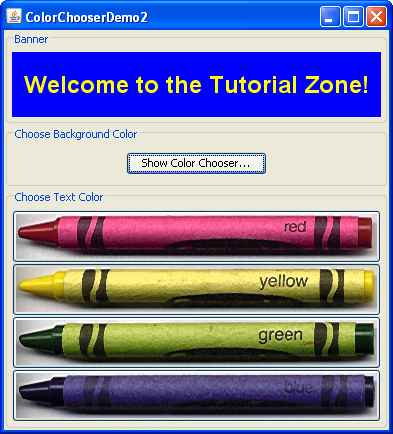 ColorChooserDemo2
Banner
Welcome to the Tutorial Zone!
Choose Background Color
Show Color Chooser...
Choose Text Color
red
yellow
green
blue